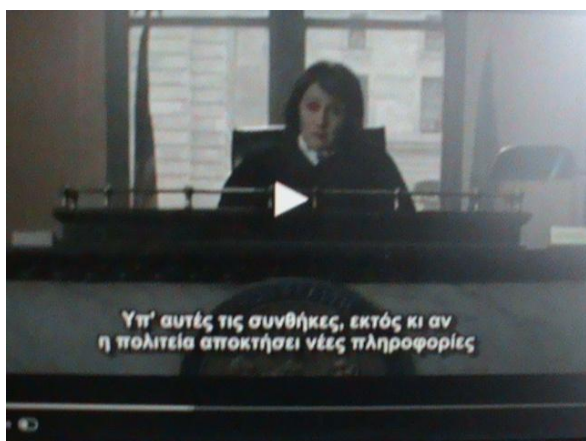 Υπ' αυτές τις συνθήκες, εκτός κι αν
η πολιτεία αποκτήσει νέες πληροφορίες